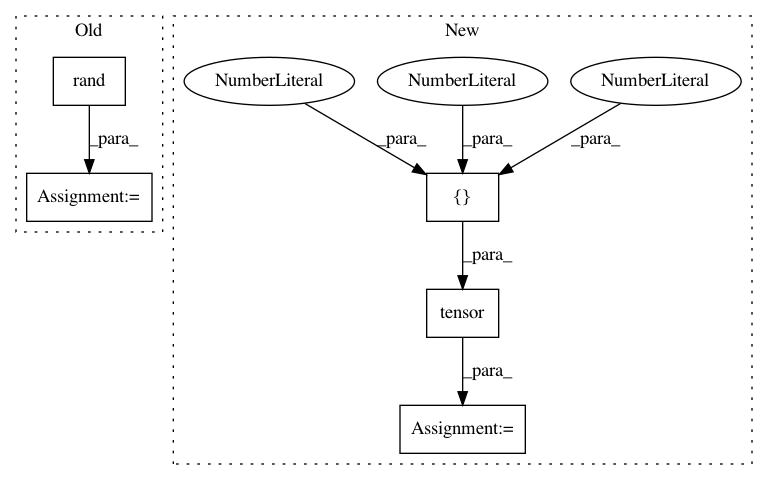 Old
New
rand
NumberLiteral
NumberLiteral
NumberLiteral
_para_
_para_
_para_
_para_
Assignment:=
{}
_para_
tensor
_para_
Assignment:=